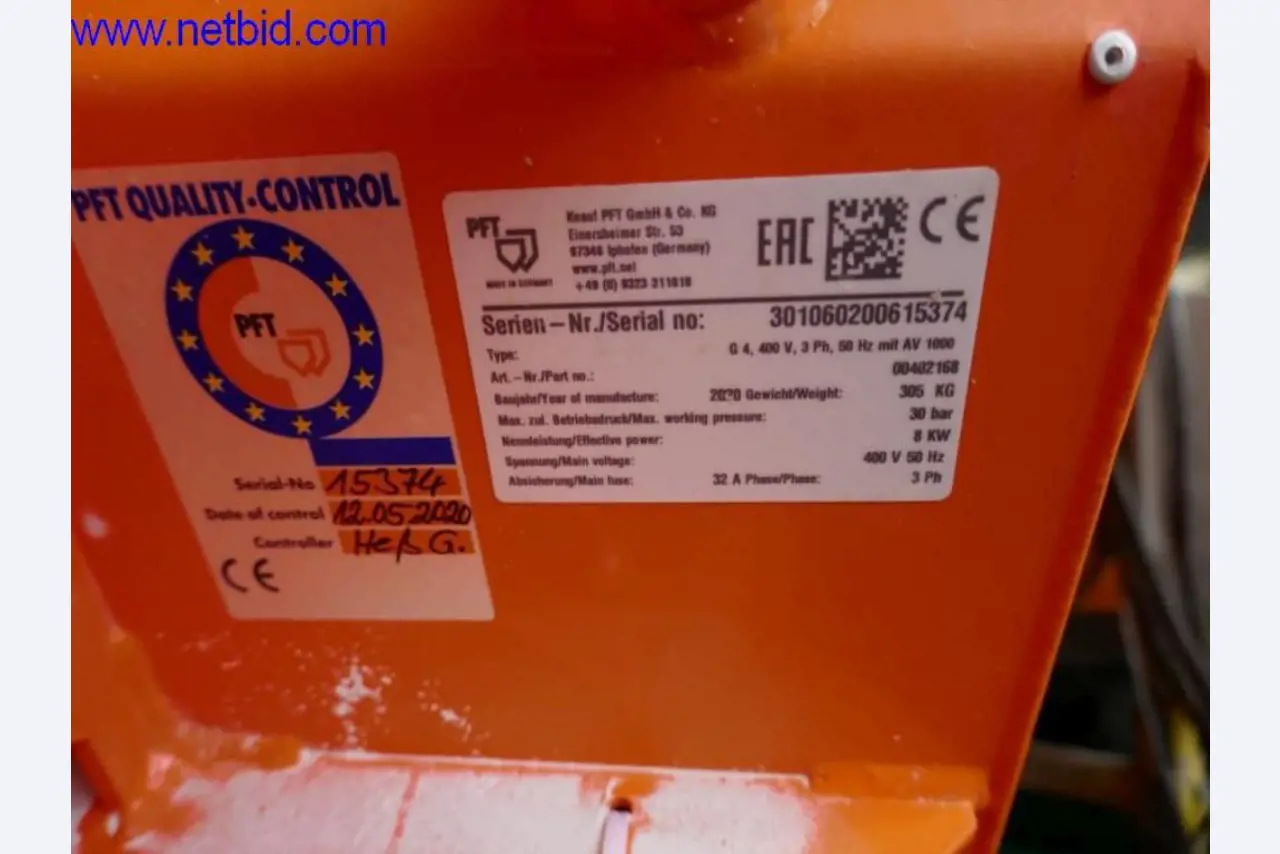 www.netbid.com
PFT QUALITY-CONTROL
PFT
Serial-No 15374
Date of control 12.05.2020
Controller Heß G.
CE
PFT
MADE IN GERMANY
Knauf PFT GmbH & Co. KG
Einersheimer Str. 53
97346 Iphofen (Germany)
www.pft.net
+49 (0) 9323 311818
EAC
CE
Serien-Nr./Serial no: 301060200615374
Type: G 4, 400 V, 3 Ph, 50 Hz mit AV 1000
Art.-Nr./Part no.: 00402168
Baujahr/Year of manufacture: 2020 Gewicht/Weight: 305 KG
Max. zul. Betriebsdruck/Max. working pressure: 30 bar
Nennleistung/Effective power: 8 KW
Spannung/Main voltage: 400 V 50 Hz
Absicherung/Main fuse: 32 A Phase/Phase: 3 Ph